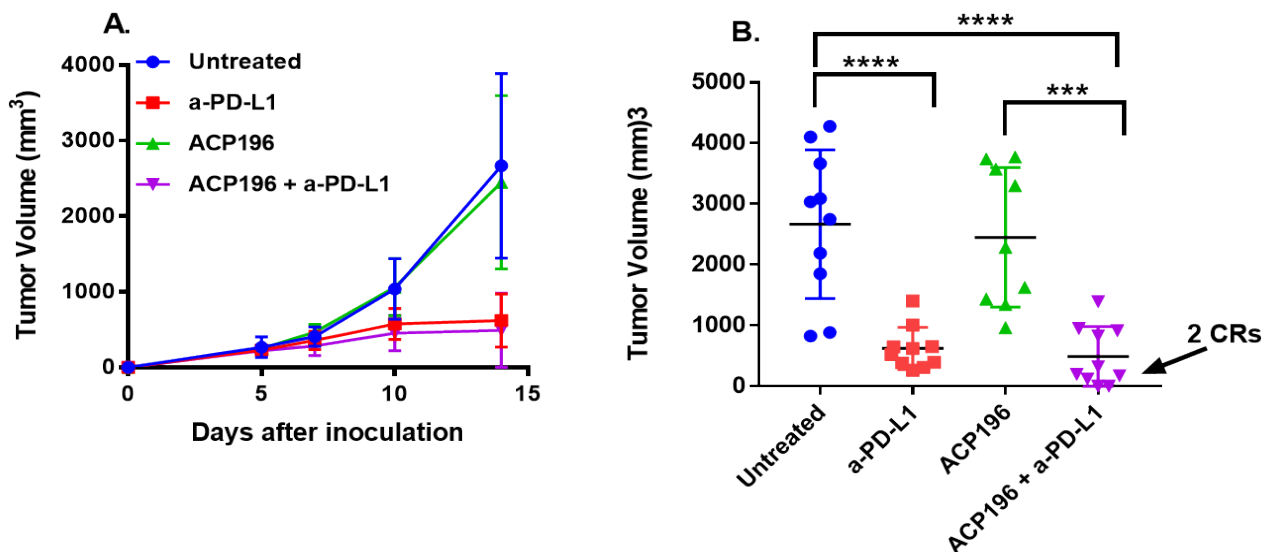 A.
Untreated
a-PD-L1
ACP196
ACP196 + a-PD-L1
Tumor Volume (mm3)
4000
3000
2000
1000
0
0 5 10 15
Days after inoculation
B.
****
****
***
Tumor Volume (mm)3
5000
4000
3000
2000
1000
0
2 CRs
Untreated
a-PD-L1
ACP196
ACP196 + a-PD-L1